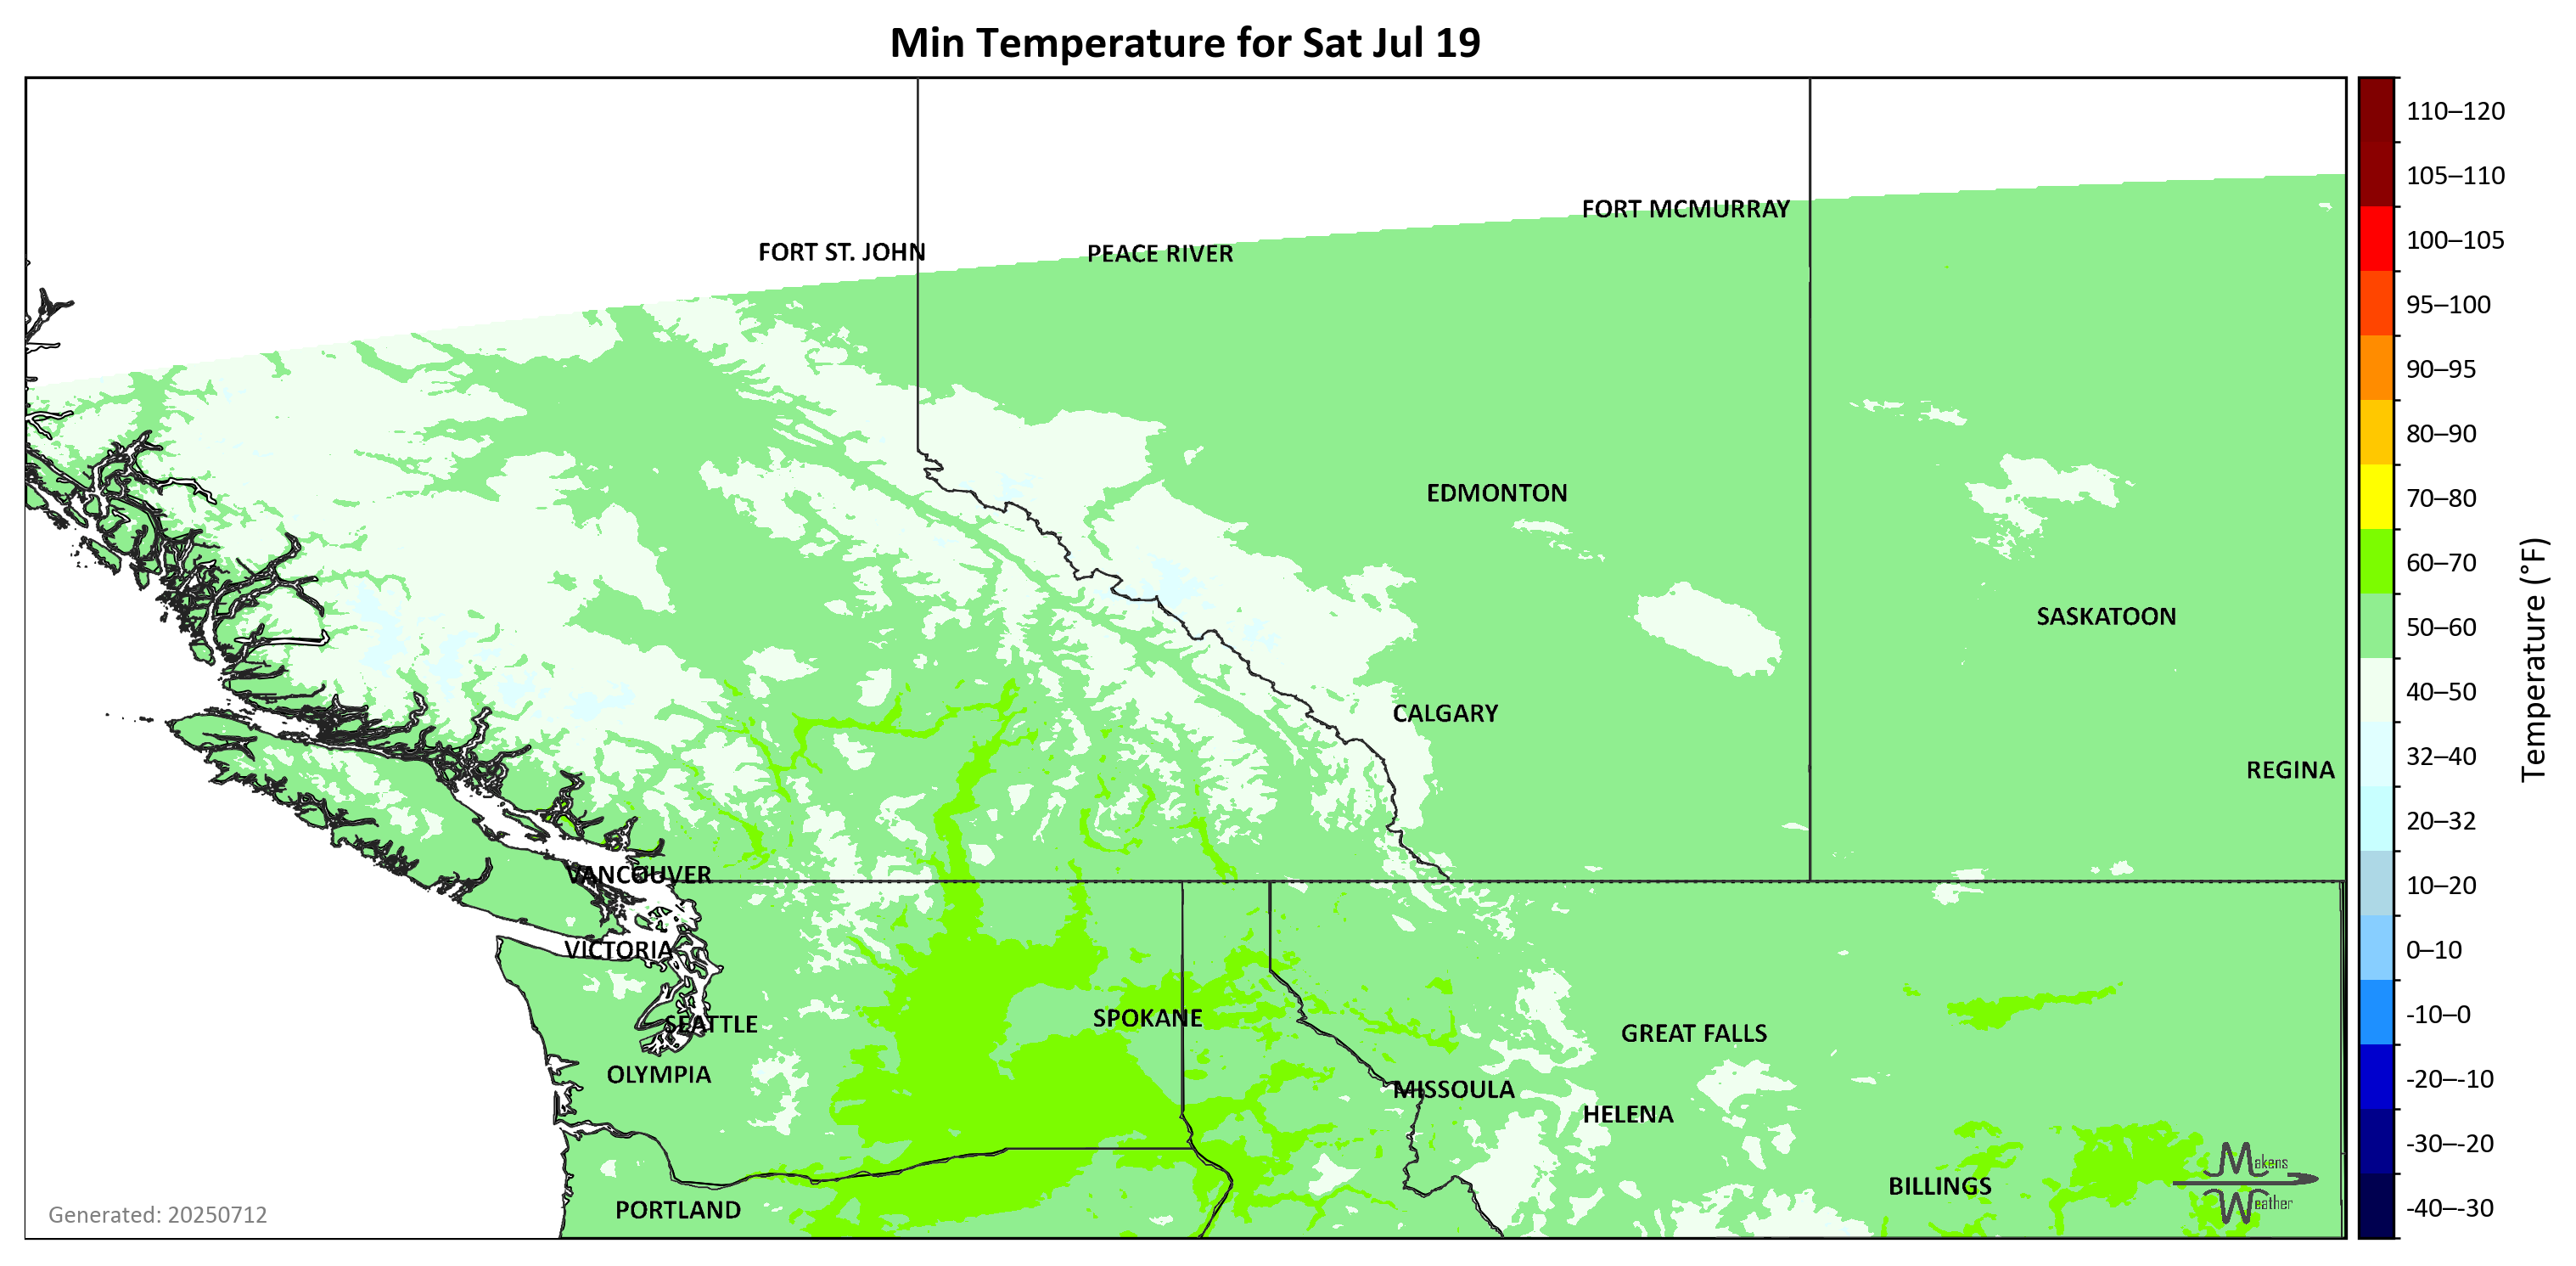 Min Temperature for Sat Jul 19
110–120
105–110
FORT MCMURRAY
100–105
FORT ST. JOHN
PEACE RIVER
95–100
90–95
80–90
EDMONTON
70–80
60–70
Temperature (°F)
SASKATOON
50–60
40–50
CALGARY
32–40
REGINA
20–32
VANCOUVER
10–20
VICTORIA
0–10
SPOKANE
SEATTLE
GREAT FALLS
-10–0
OLYMPIA
MISSOULA
-20–-10
HELENA
-30–-20
Makens
Weather
BILLINGS
PORTLAND
-40–-30
Generated: 20250712